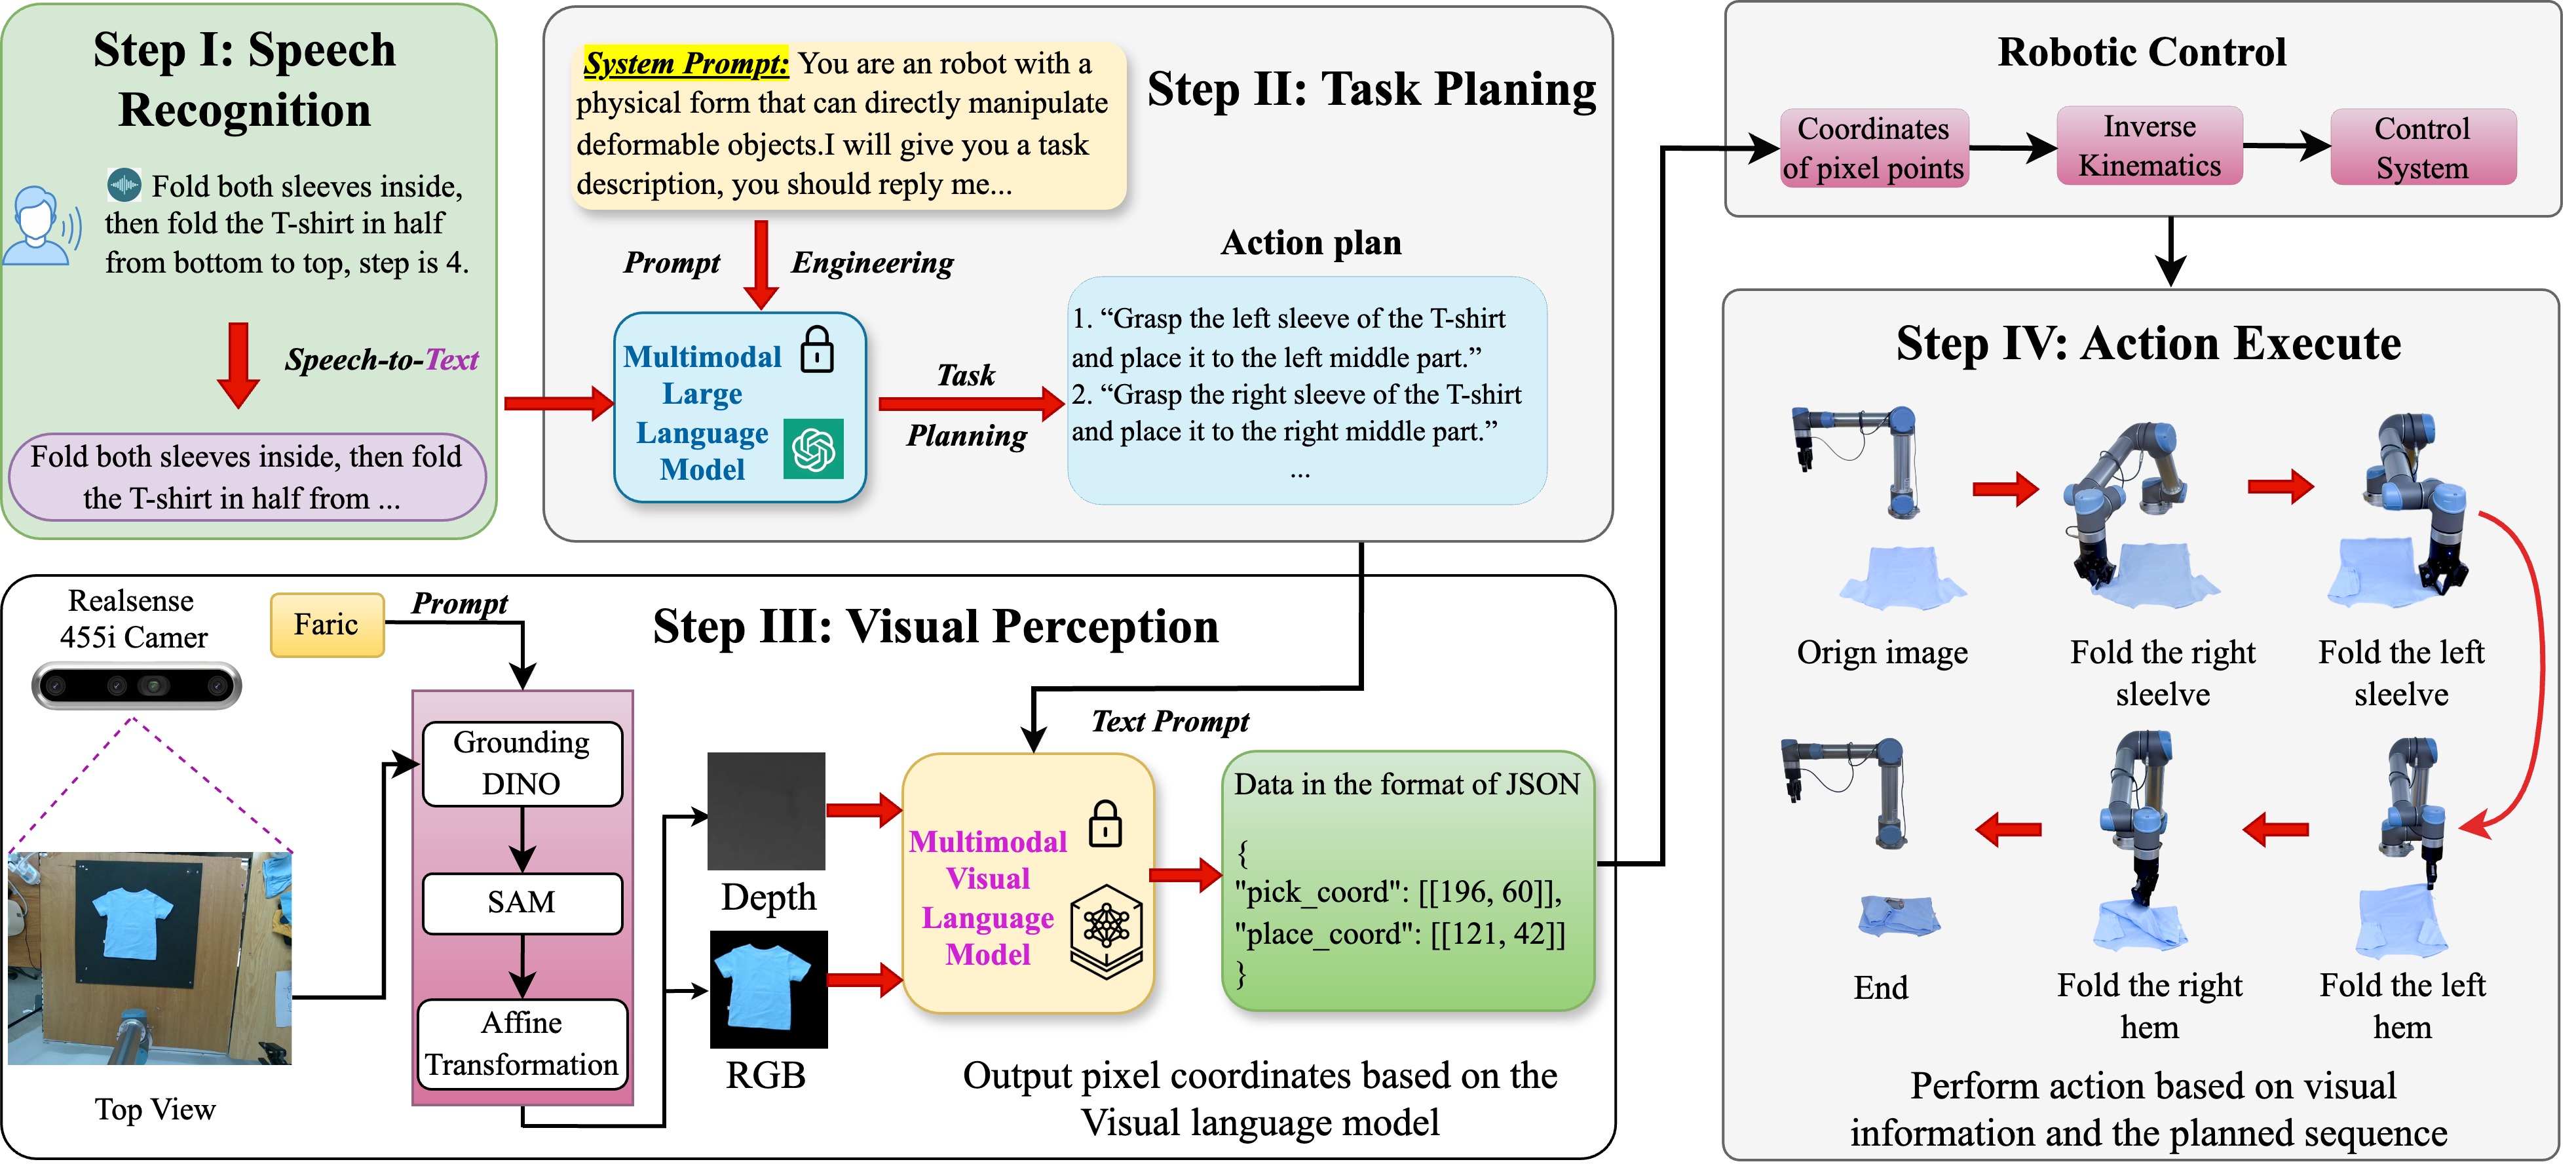 Step I: Speech
Recognition
Fold both sleeves inside,
then fold the T-shirt in half
from bottom to top, step is 4.
Speech-to-Text
Fold both sleeves inside, then fold
the T-shirt in half from ...
Step II: Task Planing
System Prompt: You are an robot with a
physical form that can directly manipulate
deformable objects.I will give you a task
description, you should reply me...
Prompt Engineering
Multimodal
Large
Language
Model
Task
Planning
Action plan
1. “Grasp the left sleeve of the T-shirt
and place it to the left middle part.”
2. “Grasp the right sleeve of the T-shirt
and place it to the right middle part.”
...
Step III: Visual Perception
Realsense
455i Camer
Top View
Faric
Prompt
Grounding
DINO
SAM
Affine
Transformation
Depth
RGB
Text Prompt
Multimodal
Visual
Language
Model
Data in the format of JSON
{
"pick_coord": [[196, 60]],
"place_coord": [[121, 42]]
}
Output pixel coordinates based on the
Visual language model
Robotic Control
Coordinates
of pixel points
Inverse
Kinematics
Control
System
Step IV: Action Execute
Orign image
Fold the right
sleelve
Fold the left
sleelve
End
Fold the right
hem
Fold the left
hem
Perform action based on visual
information and the planned sequence